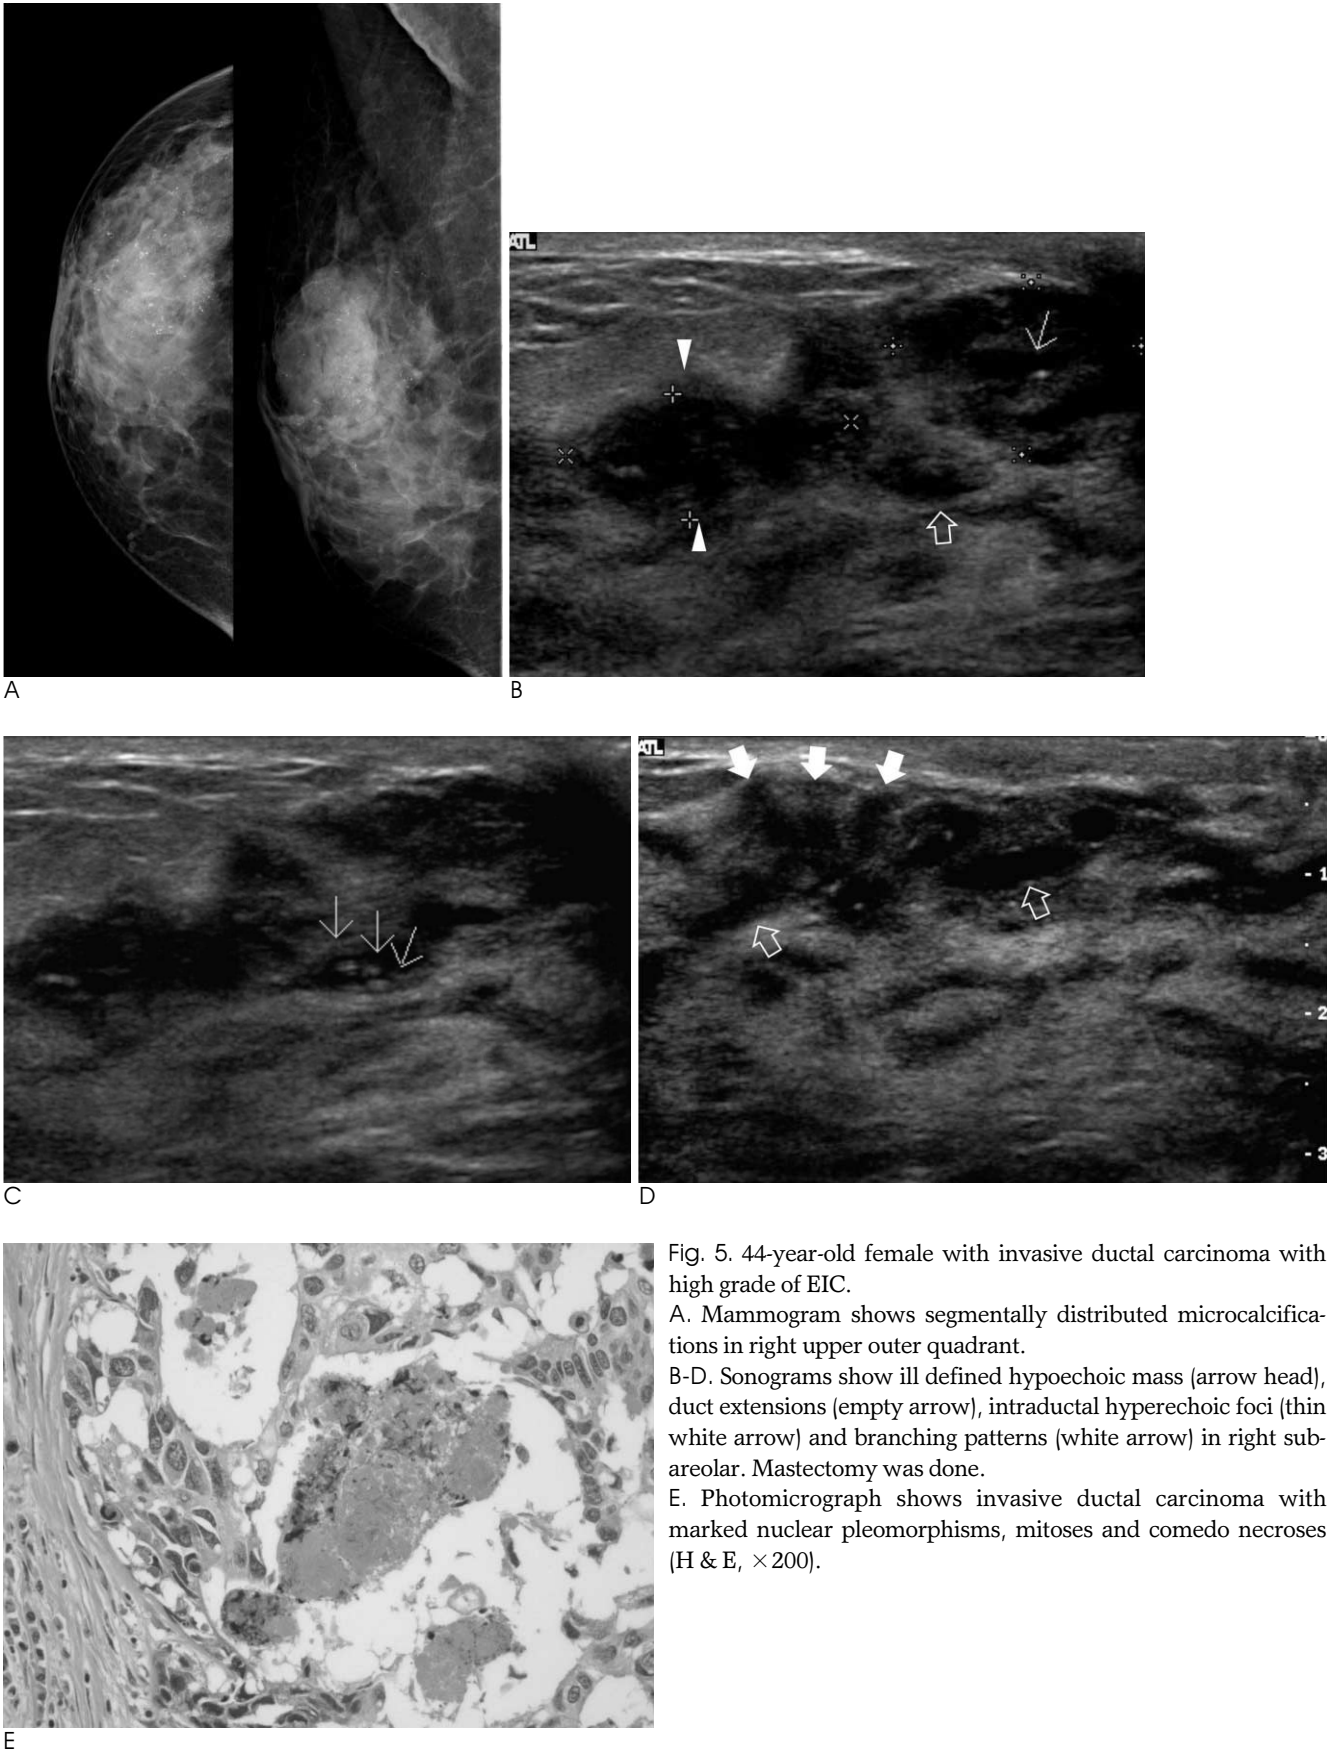 ATL
A
B
ATL
- 1
- 2
- 3
C
D
Fig. 5. 44-year-old female with invasive ductal carcinoma with
high grade of EIC.
A. Mammogram shows segmentally distributed microcalcifica-
tions in right upper outer quadrant.
B-D. Sonograms show ill defined hypoechoic mass (arrow head),
duct extensions (empty arrow), intraductal hyperechoic foci (thin
white arrow) and branching patterns (white arrow) in right sub-
areolar. Mastectomy was done.
E. Photomicrograph shows invasive ductal carcinoma with
marked nuclear pleomorphisms, mitoses and comedo necroses
(H & E, ×200).
E